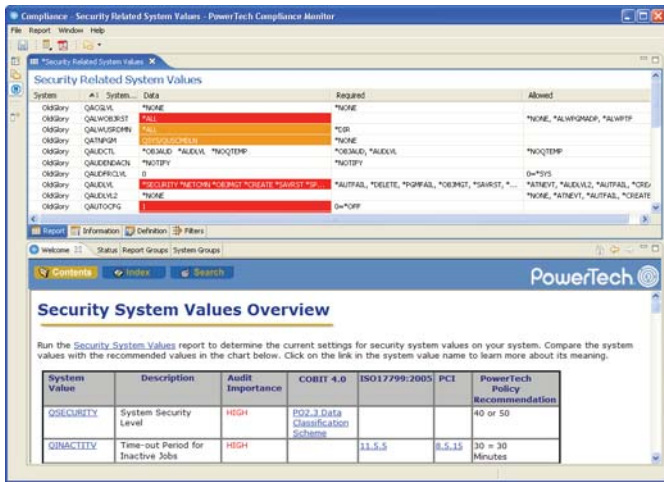 Compliance - Security Related System Values - PowerTech Compliance Monitor
File Report Window Help
*Security Related System Values
Security Related System Values
System System... Data Required Allowed
OldGlory QACGLVL *NONE *NONE
OldGlory QALWOBJRST *ALL *NONE, *ALWPGMADP, *ALWPTF
OldGlory QALWUSRDMN *ALL *DIR
OldGlory QATNPGM *NONE
OldGlory QAUDCTL *OBJAUD *AUDLVL *NOQTEMP *OBJAUD, *AUDLVL *NOQTEMP
OldGlory QAUDENDACN *NOTIFY *NOTIFY
OldGlory QAUDFRCLVL 0 0=*SYS
OldGlory QAUDLVL *SECURITY *NETCMN *OBJMGT *CREATE *SAVRST *SP... *AUTFAIL, *DELETE, *PGMFAIL, *OBJMGT, *SAVRST, *... *ATNEVT, *AUDLVL2, *AUTFAIL, *CREA
OldGlory QAUDLVL2 *NONE *NONE, *ATNEVT, *AUTFAIL, *CREATE
OldGlory QAUTOCFG 1 0=*OFF
Report Information Definition Filters
Welcome Status Report Groups System Groups
Contents Index Search PowerTech
Security System Values Overview
Run the Security System Values report to determine the current settings for security system values on your system. Compare the system
values with the recommended values in the chart below. Click on the link in the system value name to learn more about its meaning.
System Value Description Audit Importance COBIT 4.0 ISO17799:2005 PCI PowerTech Policy Recommendation
QSECURITY System Security Level HIGH PO2.3 Data Classification Scheme 40 or 50
QINACTITV Time-out Period for Inactive Jobs HIGH 11.5.5 8.5.15 30 = 30 Minutes